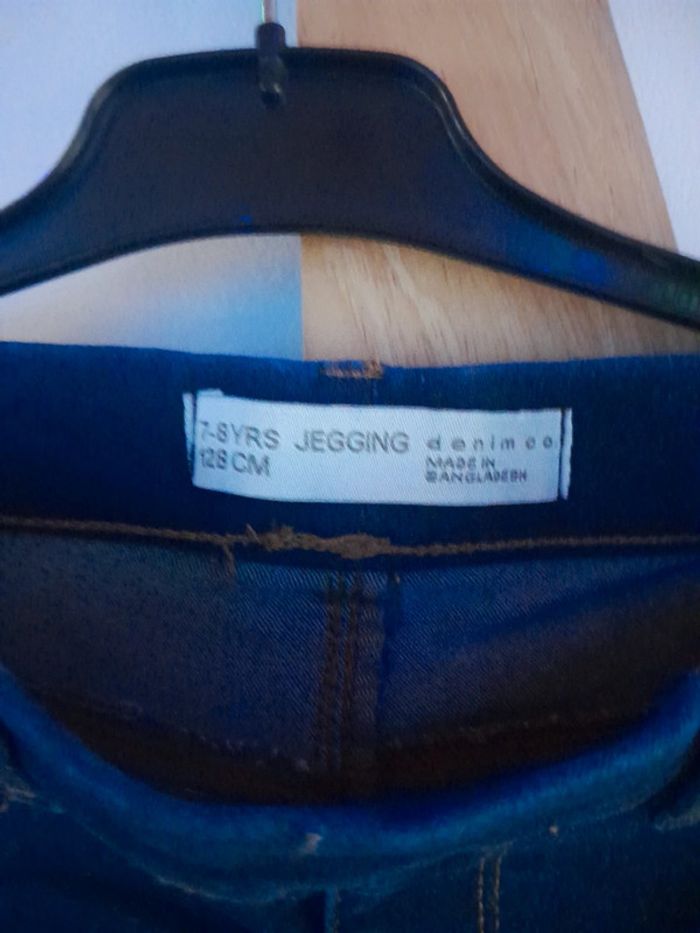 7-8YRS JEGGING denim co
128 CM
MADE IN
BANGLADESH